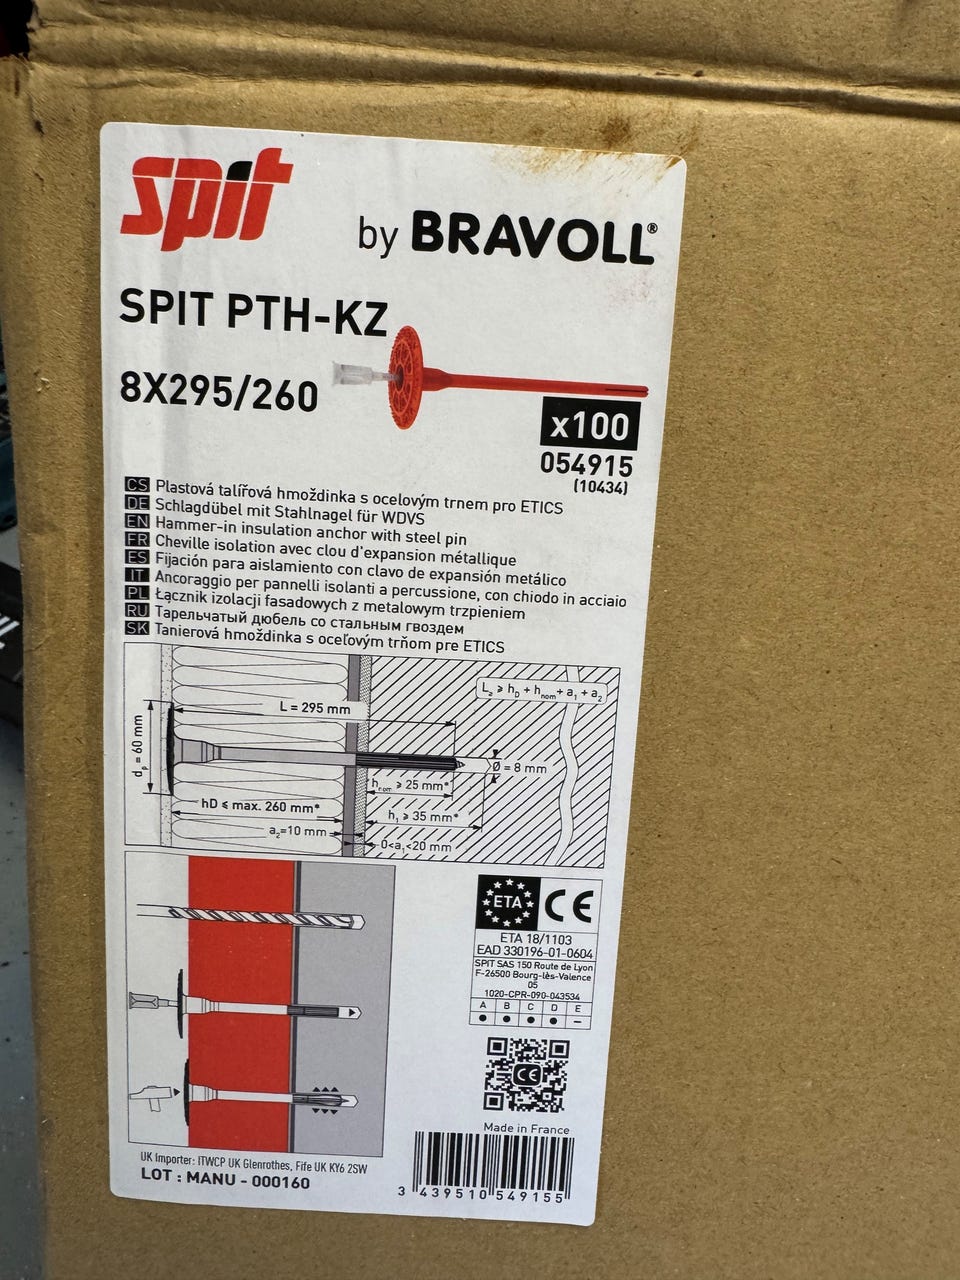 spit
by BRAVOLL®
SPIT PTH-KZ
8X295/260
x100
054915
(10434)
CS Plastová talířová hmoždinka s ocelovým trnem pro ETICS
DE Schlagdübel mit Stahlnagel für WDVS
EN Hammer-in insulation anchor with steel pin
FR Cheville isolation avec clou d'expansion métallique
ES Fijación para aislamiento con clavo de expansión metálico
IT Ancoraggio per pannelli isolanti a percussione, con chiodo in acciaio
PL Łącznik izolacji fasadowych z metalowym trzpieniem
RU Тарельчатый дюбель со стальным гвоздем
SK Tanierová hmoždinka s oceľovým tŕňom pre ETICS
La ≥ hD + hnom + a1 + a2
L = 295 mm
dp = 60 mm
Ø = 8 mm
hnom ≥ 25 mm*
hD ≤ max. 260 mm*
h1 ≥ 35 mm*
a2=10 mm
0<a1<20 mm
ETA CE
ETA 18/1103
EAD 330196-01-0604
SPIT SAS 150 Route de Lyon
F-26500 Bourg-lès-Valence
05
1020-CPR-090-043534
A B C D E
● ● ● ● –
CE
Made in France
UK Importer: ITWCP UK Glenrothes, Fife UK KY6 2SW
LOT : MANU - 000160
3 439510 549155